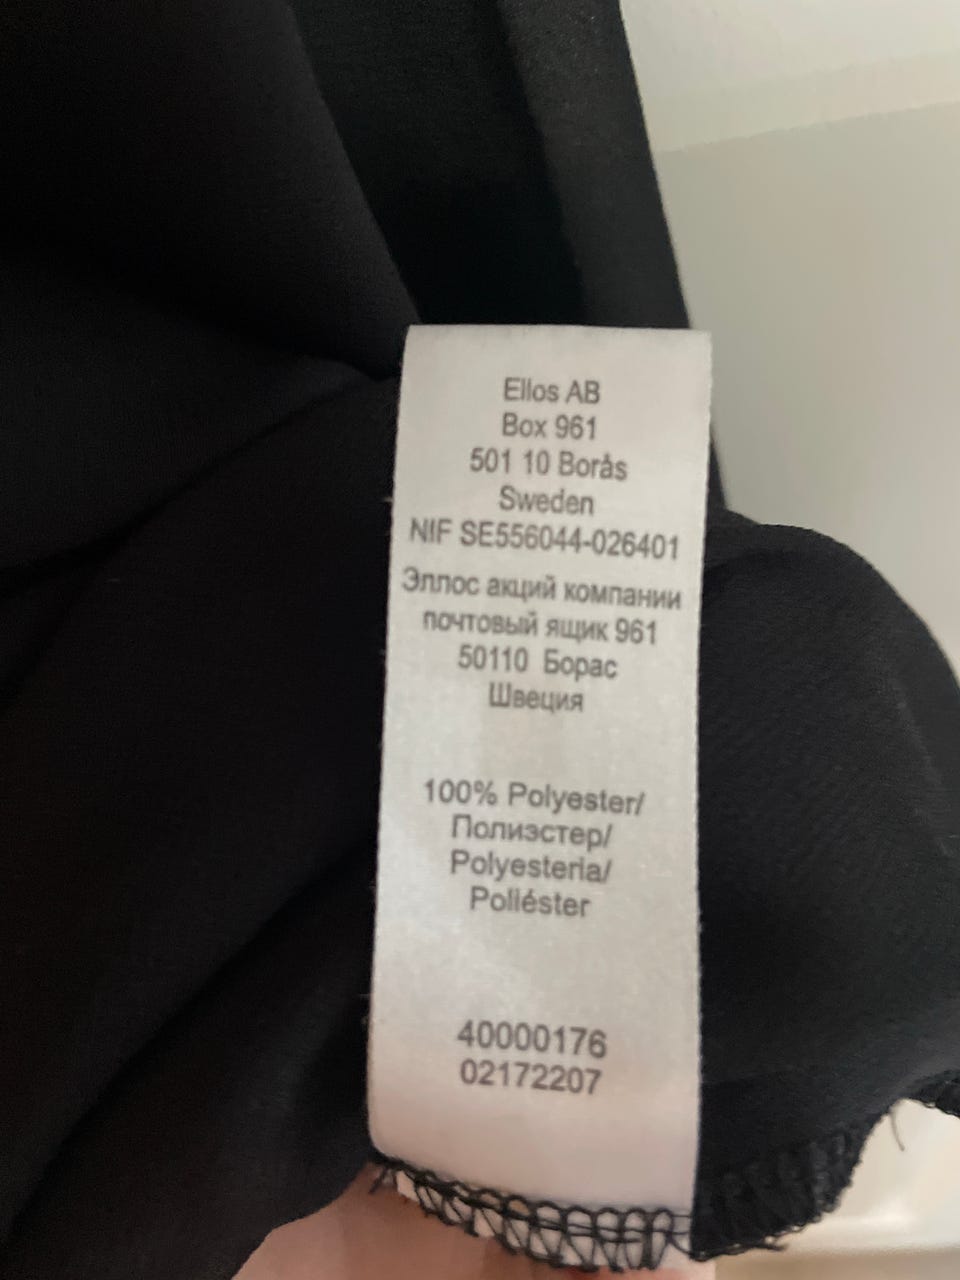 Ellos AB
Box 961
501 10 Borås
Sweden
NIF SE556044-026401
Эллос акций компании
почтовый ящик 961
50110 Борас
Швеция
100% Polyester/
Полиэстер/
Polyesteria/
Poliéster
40000176
02172207